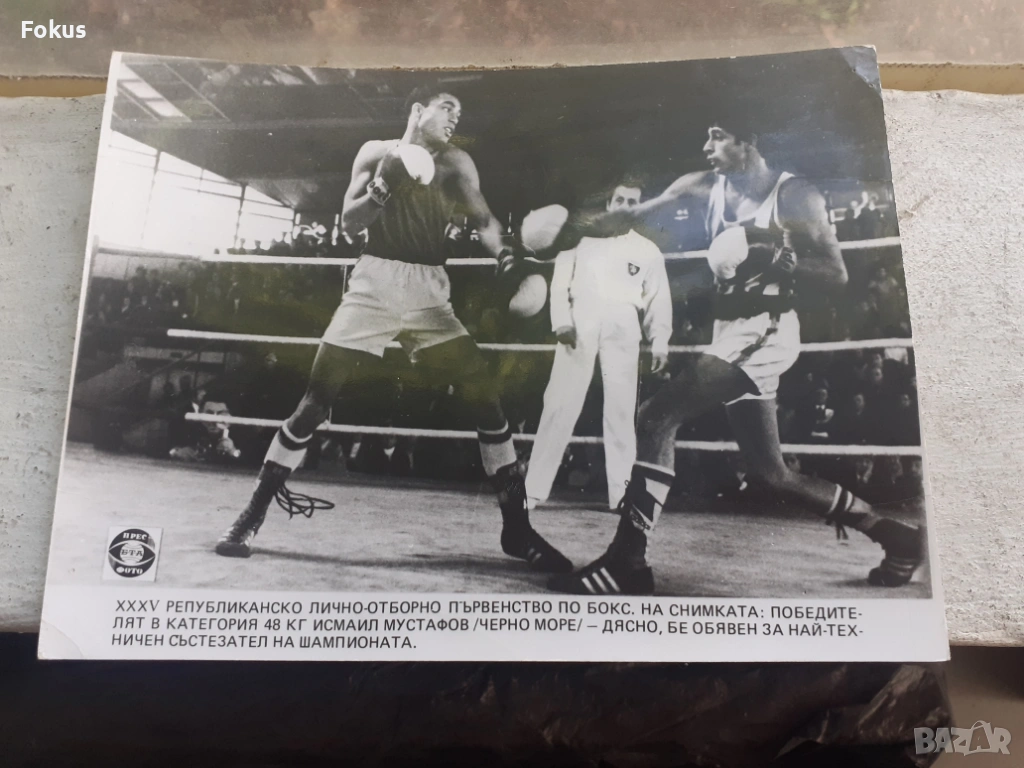 Fokus
ПРЕС
БТА
ФОТО
XXXV РЕПУБЛИКАНСКО ЛИЧНО-ОТБОРНО ПЪРВЕНСТВО ПО БОКС. НА СНИМКАТА: ПОБЕДИТЕ-
ЛЯТ В КАТЕГОРИЯ 48 КГ ИСМАИЛ МУСТАФОВ /ЧЕРНО МОРЕ/ – ДЯСНО, БЕ ОБЯВЕН ЗА НАЙ-ТЕХ-
НИЧЕН СЪСТЕЗАТЕЛ НА ШАМПИОНАТА.
BAZAR